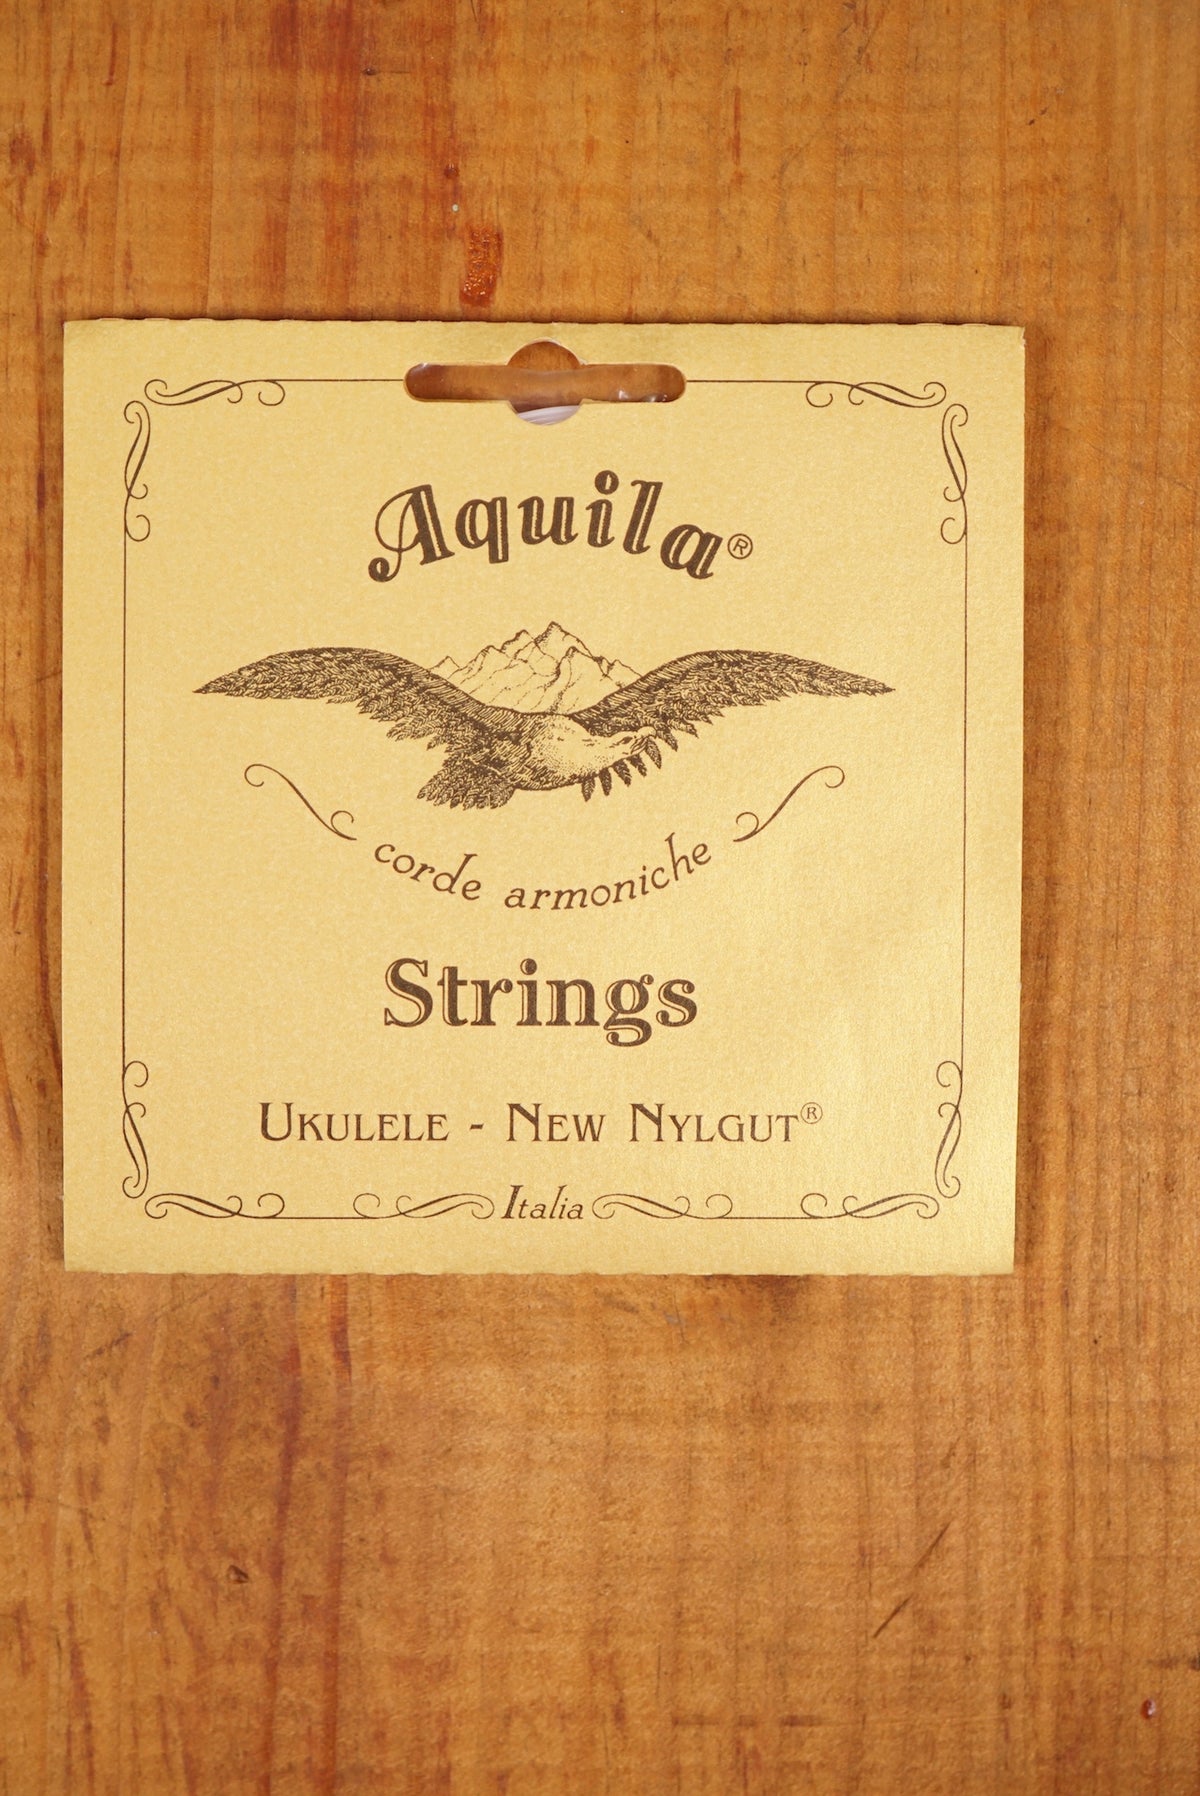 Aquila®
corde armoniche
Strings
UKULELE - NEW NYLGUT®
Italia